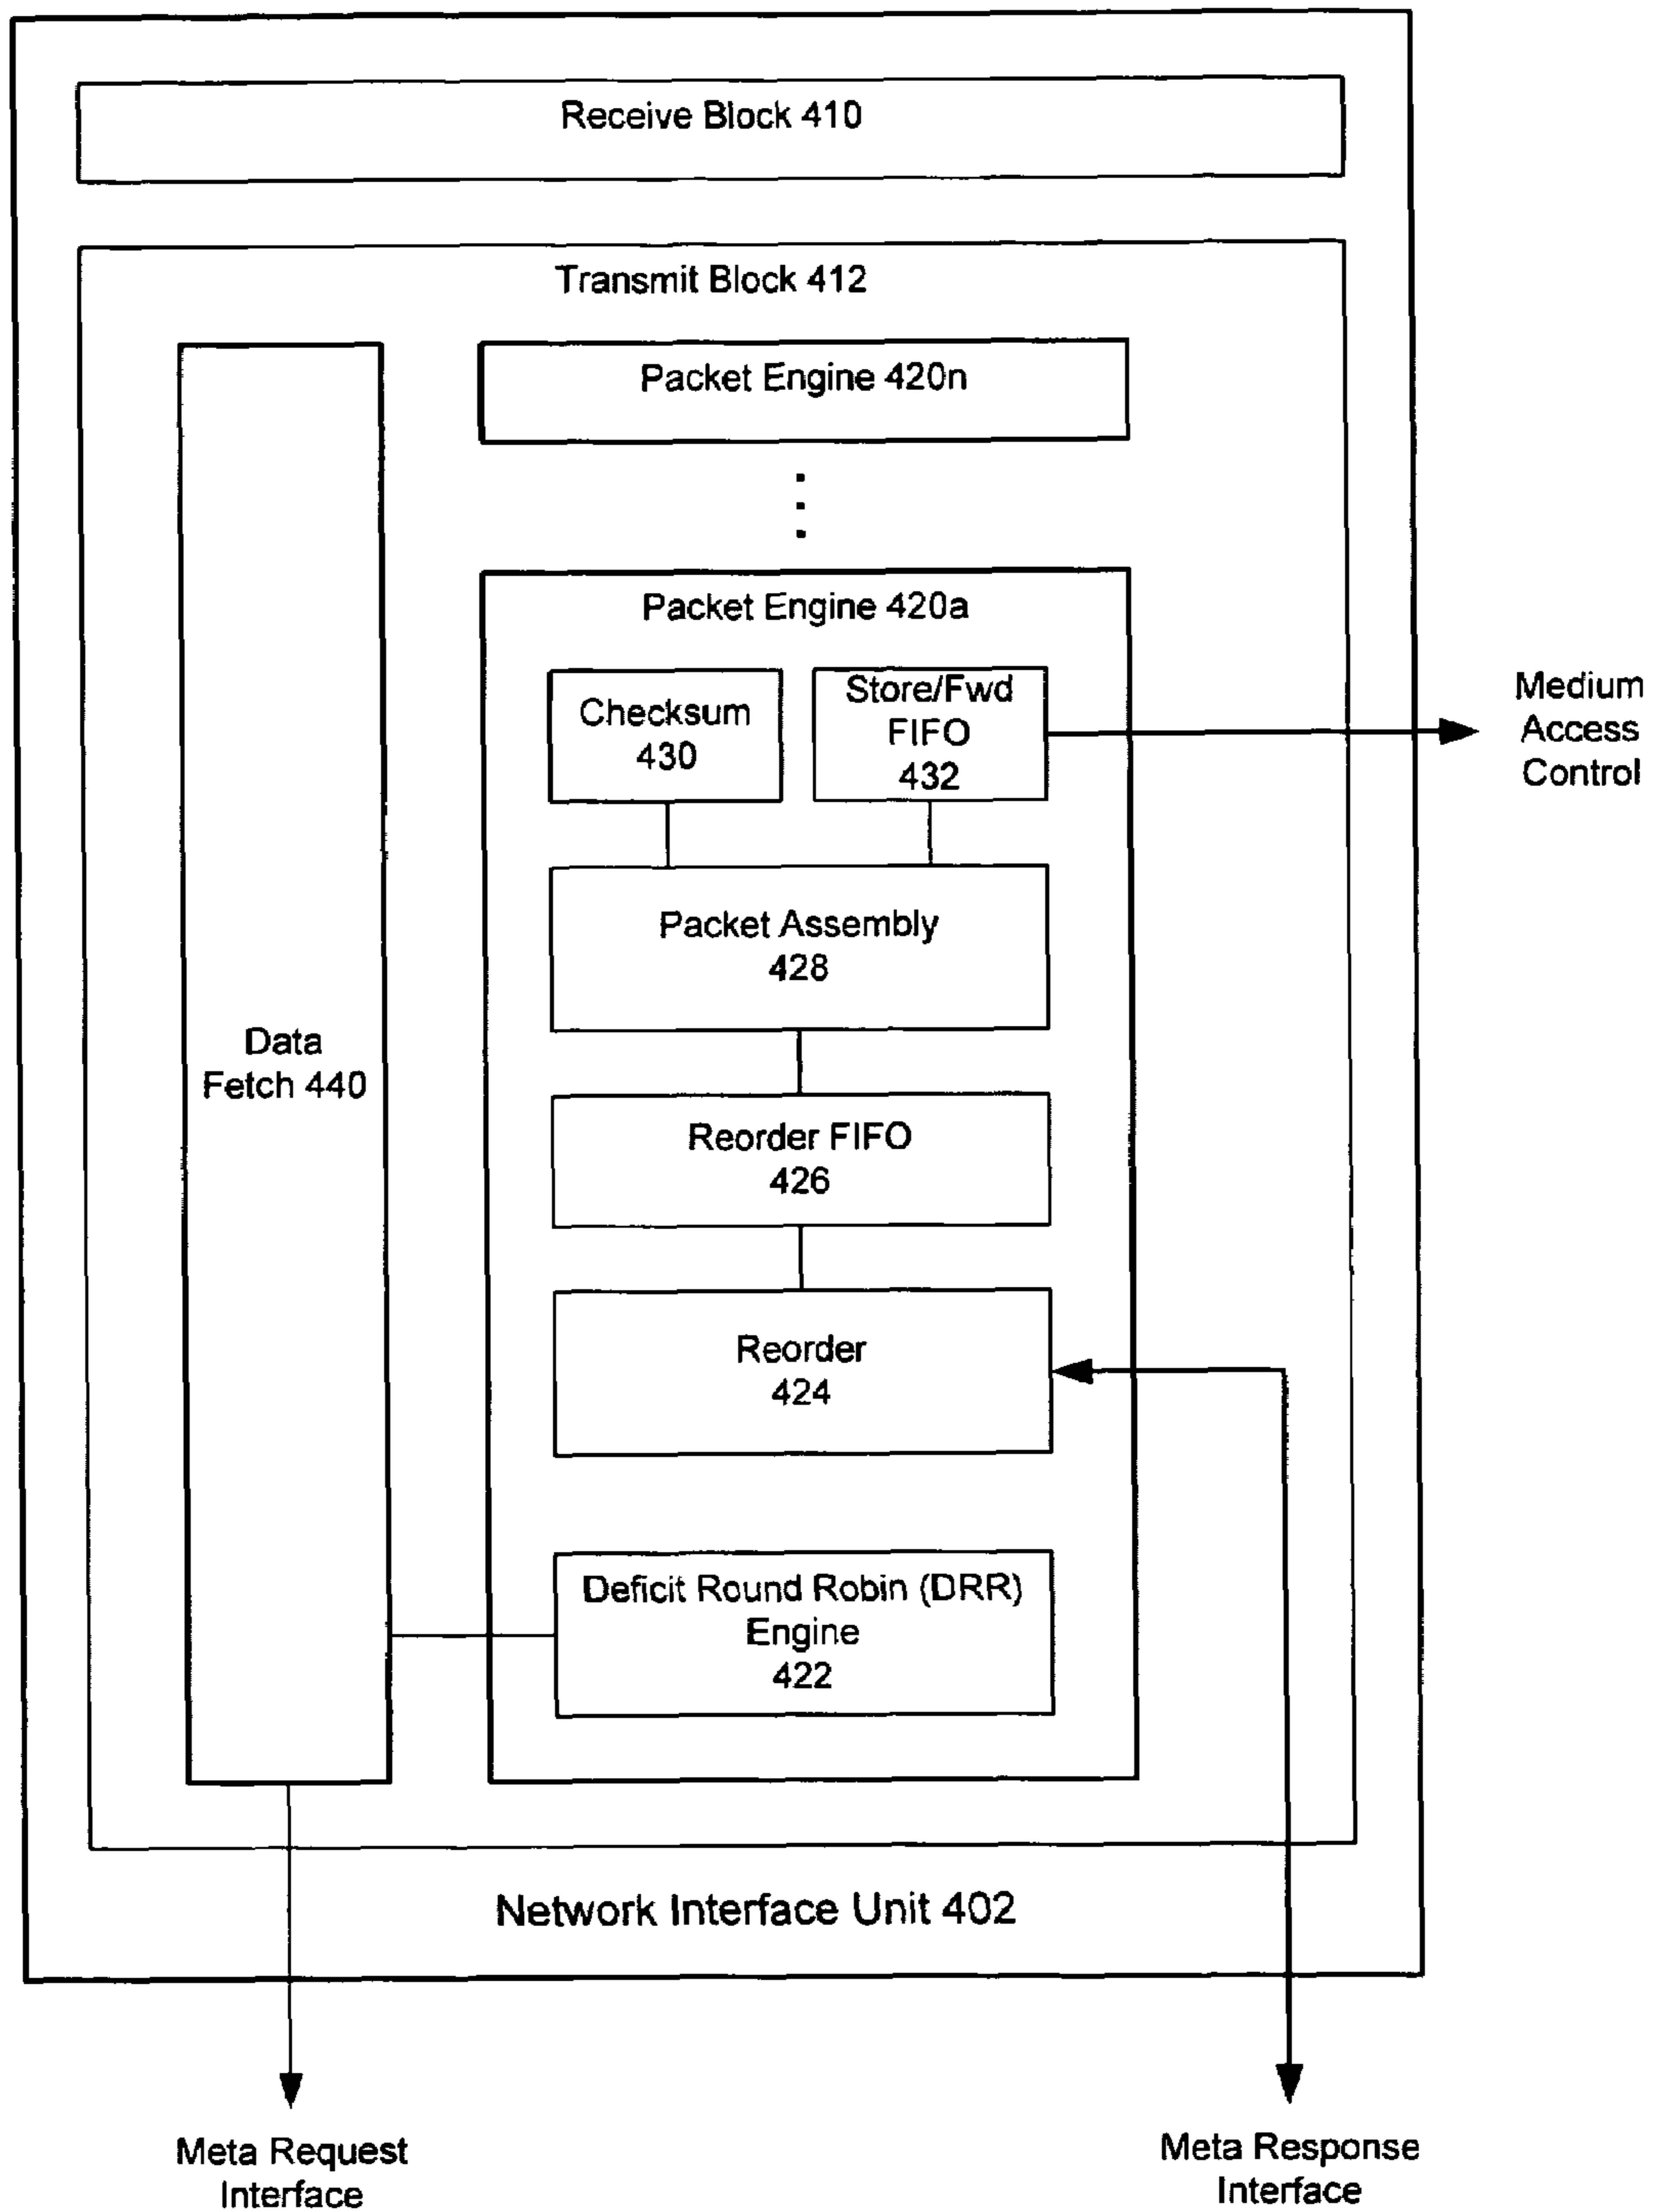 Receive Block 410
Transmit Block 412
Packet Engine 420n
Packet Engine 420a
Checksum
430
Store/Fwd
FIFO
432
Medium
Access
Control
Packet Assembly
428
Data
Fetch 440
Reorder FIFO
426
Reorder
424
Deficit Round Robin (DRR)
Engine
422
Network Interface Unit 402
Meta Request
Interface
Meta Response
Interface